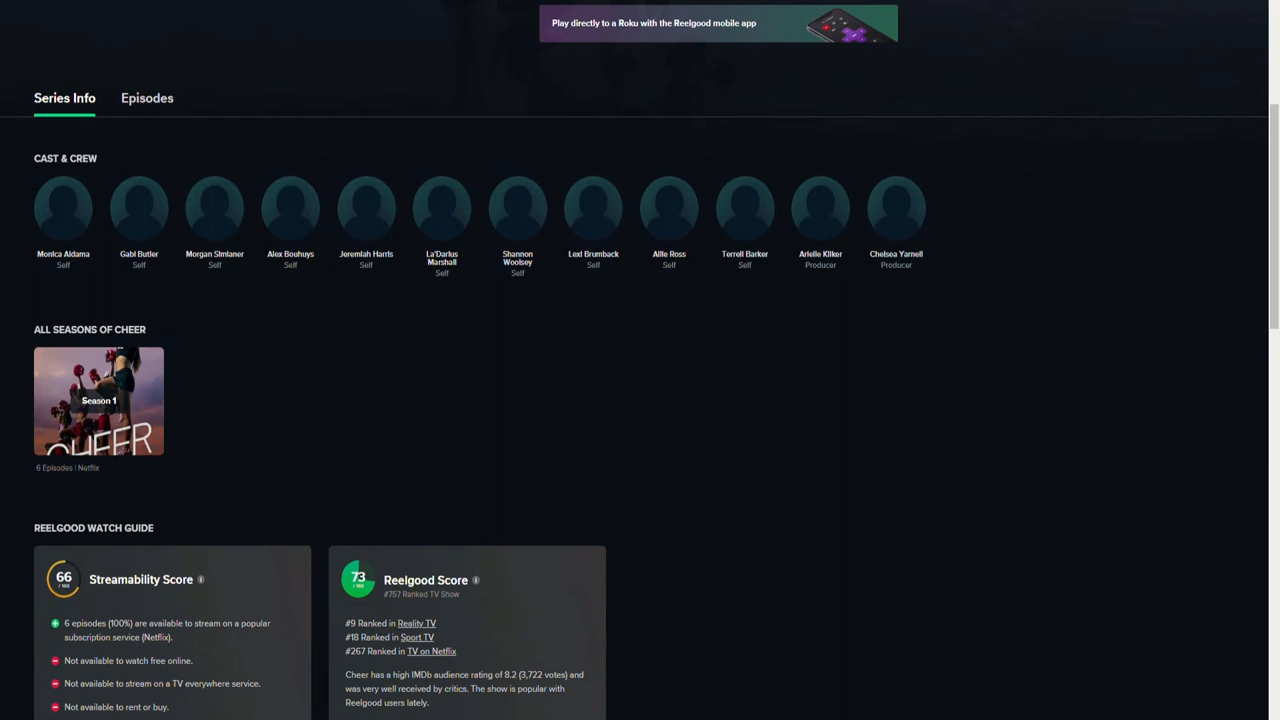 Play directly to a Roku with the Reelgood mobile app
Series Info
Episodes
CAST & CREW
Monica Aldama
Self
Gabi Butler
Self
Morgan Simianer
Self
Alex Bouhuys
Self
Jeremiah Harris
Self
La'Darius
Marshall
Self
Shannon
Woolsey
Self
Lexi Brumback
Self
Allie Ross
Self
Terrell Barker
Self
Arielle Kilker
Producer
Chelsea Yarnell
Producer
ALL SEASONS OF CHEER
Season 1
CHEER
6 Episodes | Netflix
REELGOOD WATCH GUIDE
66
/ 100
Streamability Score
6 episodes (100%) are available to stream on a popular
subscription service (Netflix).
Not available to watch free online.
Not available to stream on a TV everywhere service.
Not available to rent or buy.
73
/ 100
Reelgood Score
#757 Ranked TV Show
#9 Ranked in Reality TV
#18 Ranked in Sport TV
#267 Ranked in TV on Netflix
Cheer has a high IMDb audience rating of 8.2 (3,722 votes) and
was very well received by critics. The show is popular with
Reelgood users lately.